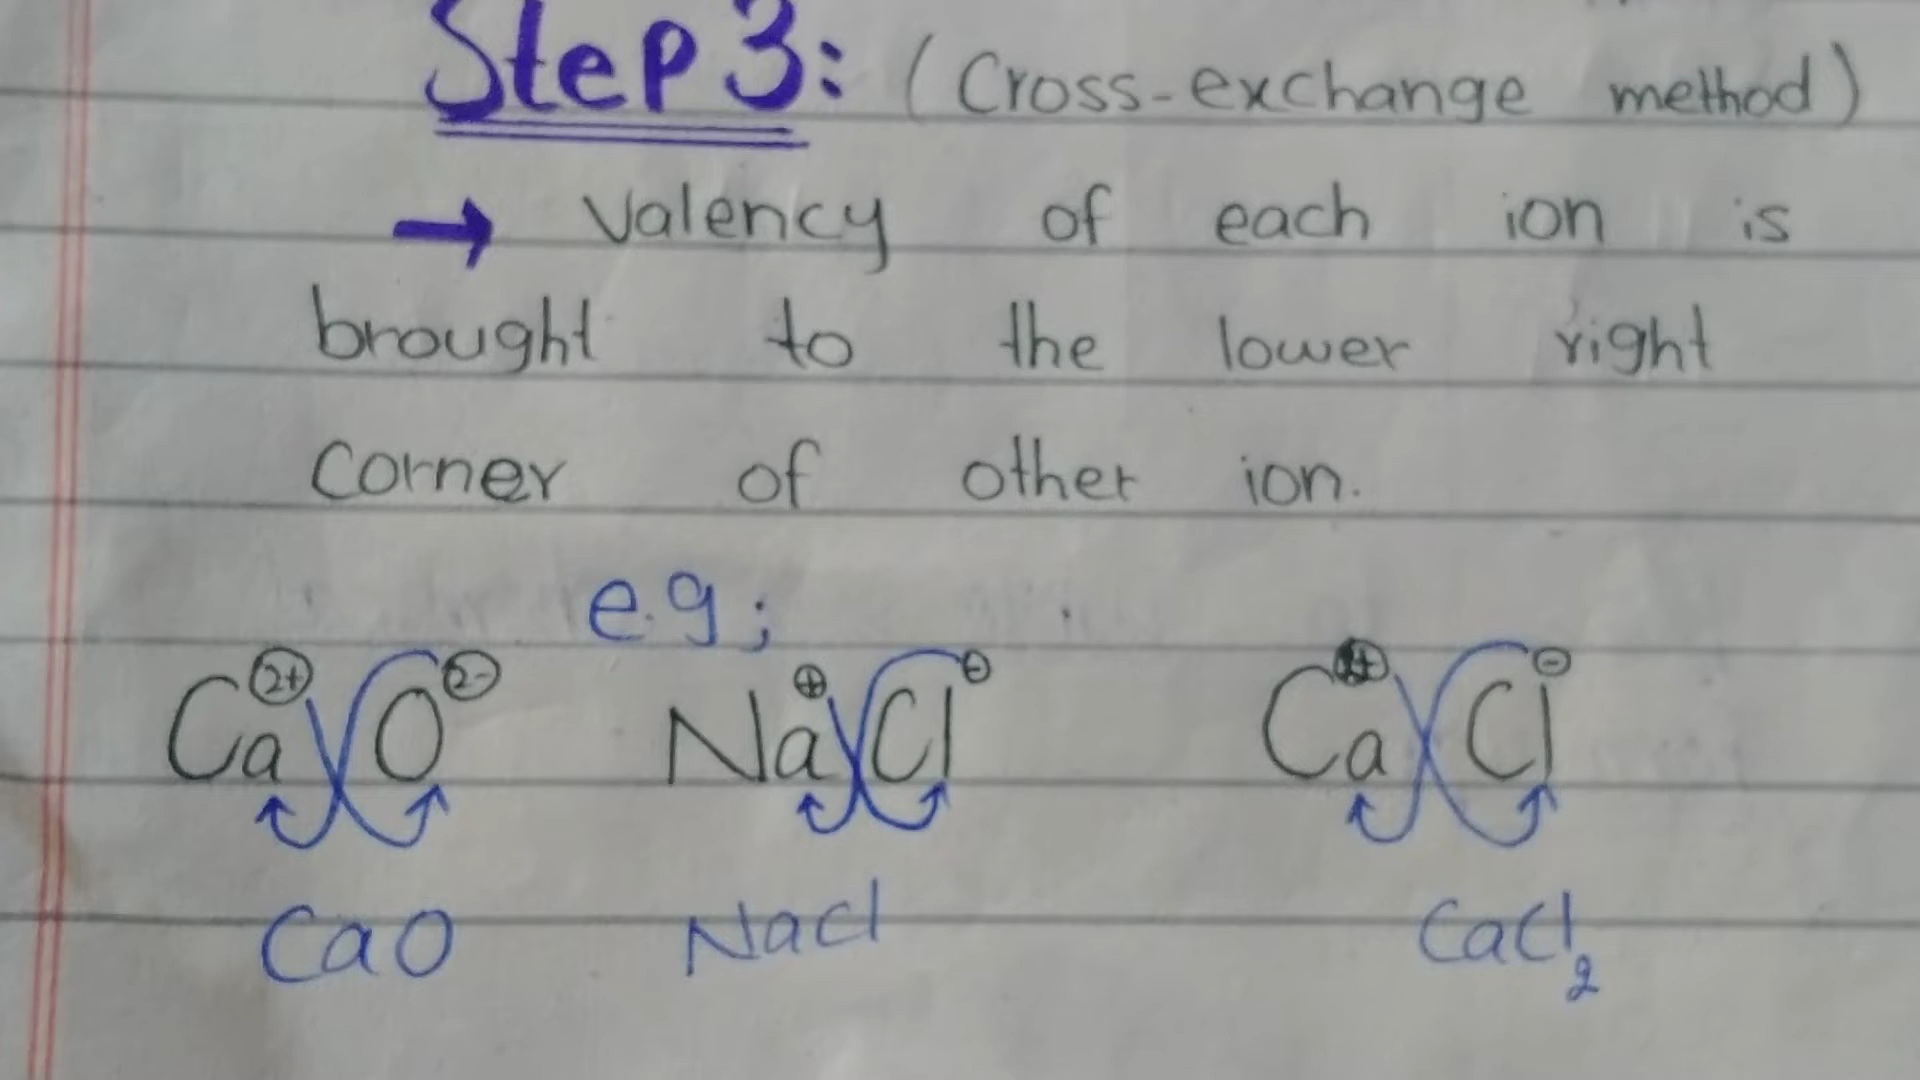 Step 3: (Cross-exchange method)
→ Valency of each ion is
brought to the lower right
corner of other ion.
e.g;
Ca²⁺ O²⁻ Na⁺ Cl⁻ Ca Cl⁻
CaO Nacl CaCl₂